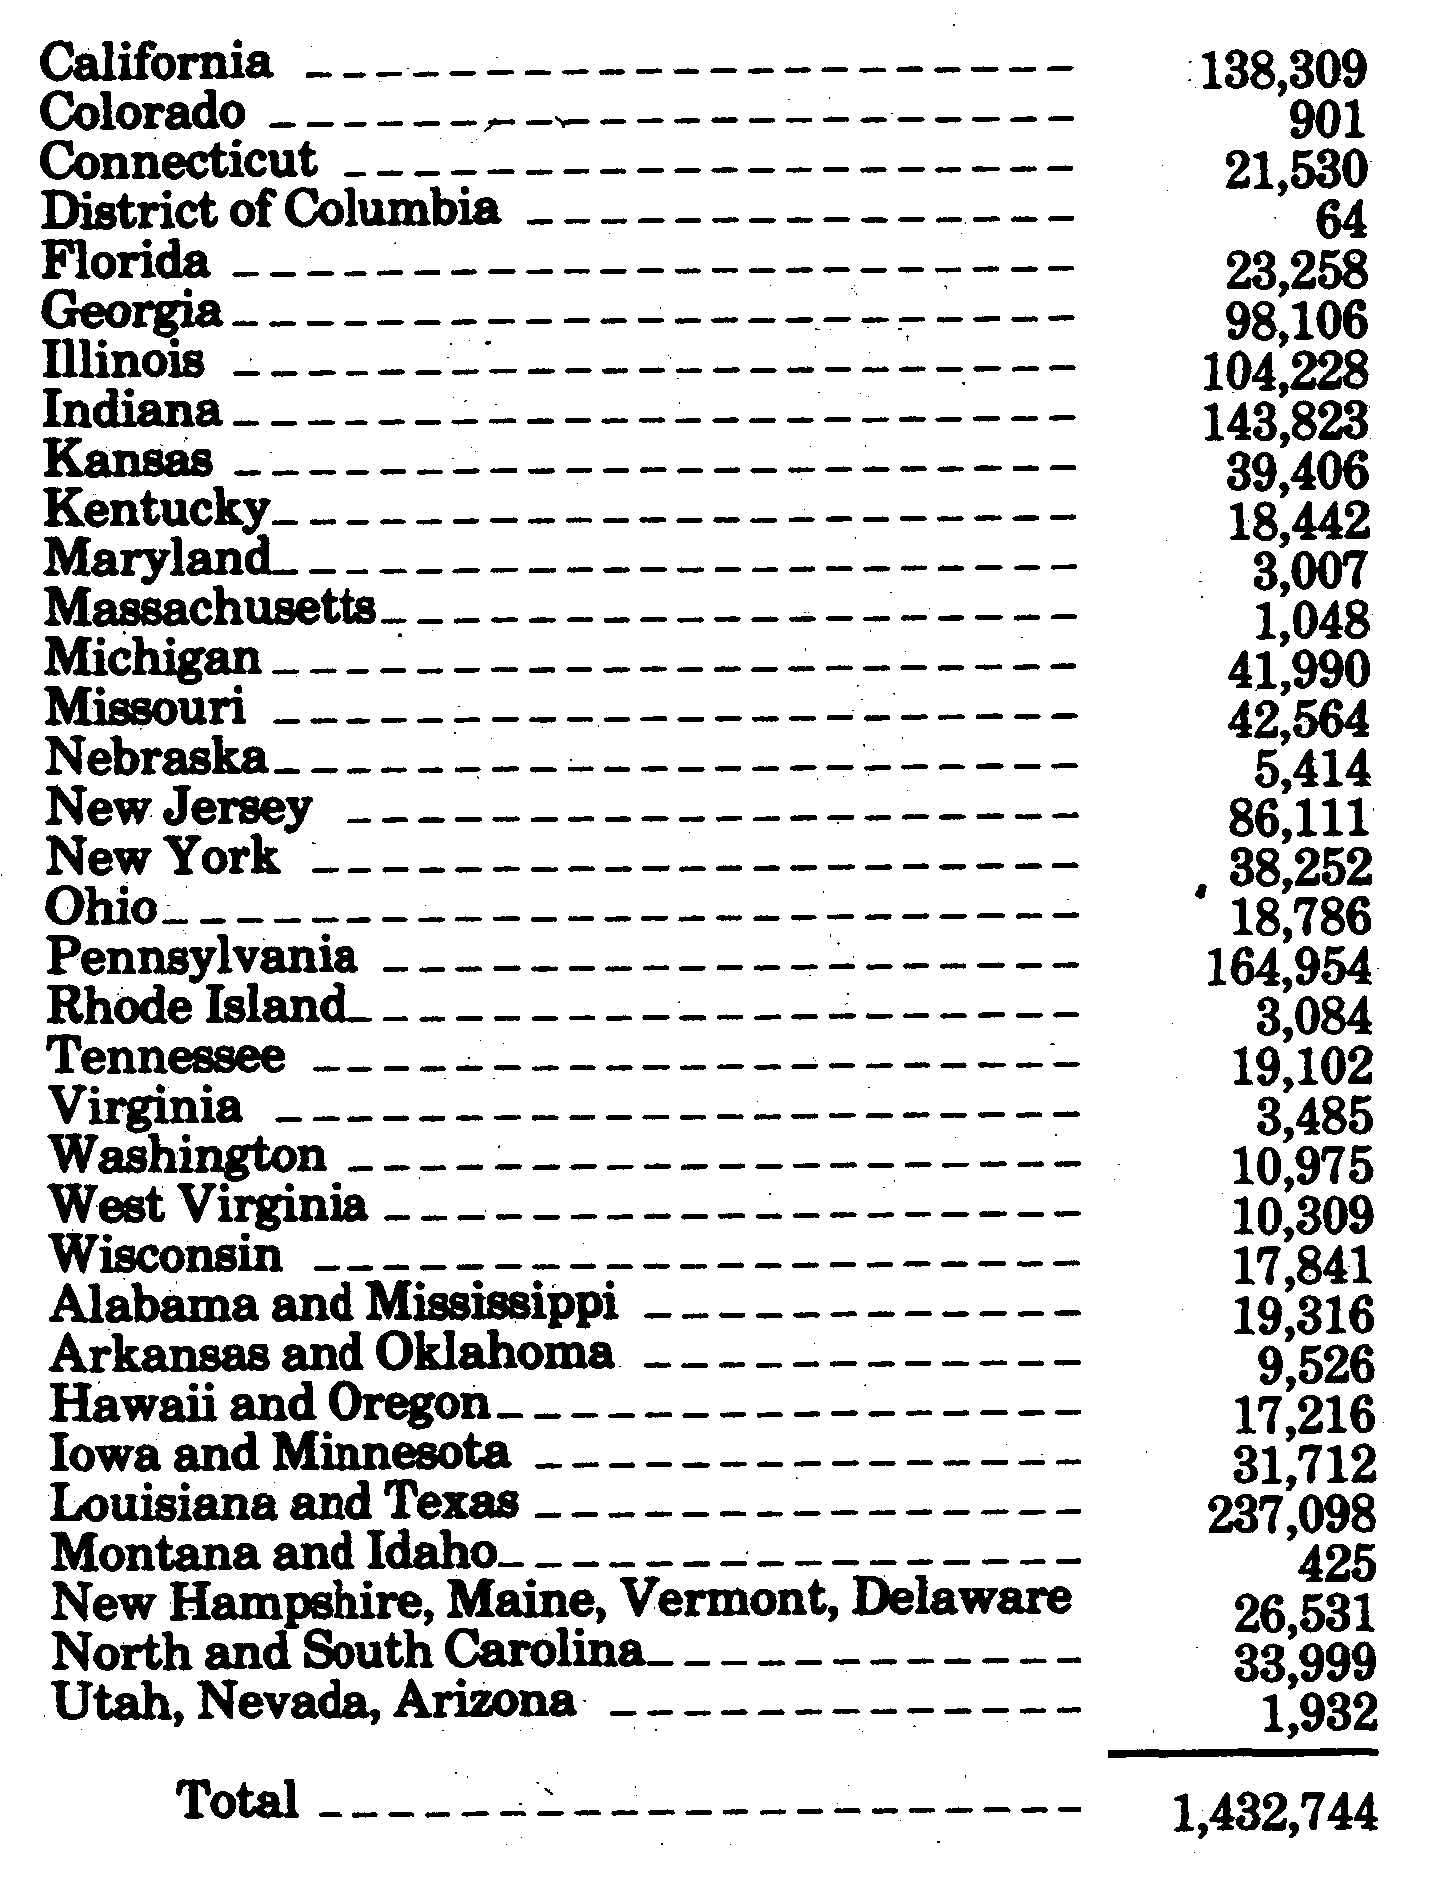 California 138,309
Colorado 901
Connecticut 21,530
District of Columbia 64
Florida 23,258
Georgia 98,106
Illinois 104,228
Indiana 143,823
Kansas 39,406
Kentucky 18,442
Maryland 3,007
Massachusetts 1,048
Michigan 41,990
Missouri 42,564
Nebraska 5,414
New Jersey 86,111
New York 38,252
Ohio 18,786
Pennsylvania 164,954
Rhode Island 3,084
Tennessee 19,102
Virginia 3,485
Washington 10,975
West Virginia 10,309
Wisconsin 17,841
Alabama and Mississippi 19,316
Arkansas and Oklahoma 9,526
Hawaii and Oregon 17,216
Iowa and Minnesota 31,712
Louisiana and Texas 237,098
Montana and Idaho 425
New Hampshire, Maine, Vermont, Delaware 26,531
North and South Carolina 33,999
Utah, Nevada, Arizona 1,932
Total 1,432,744